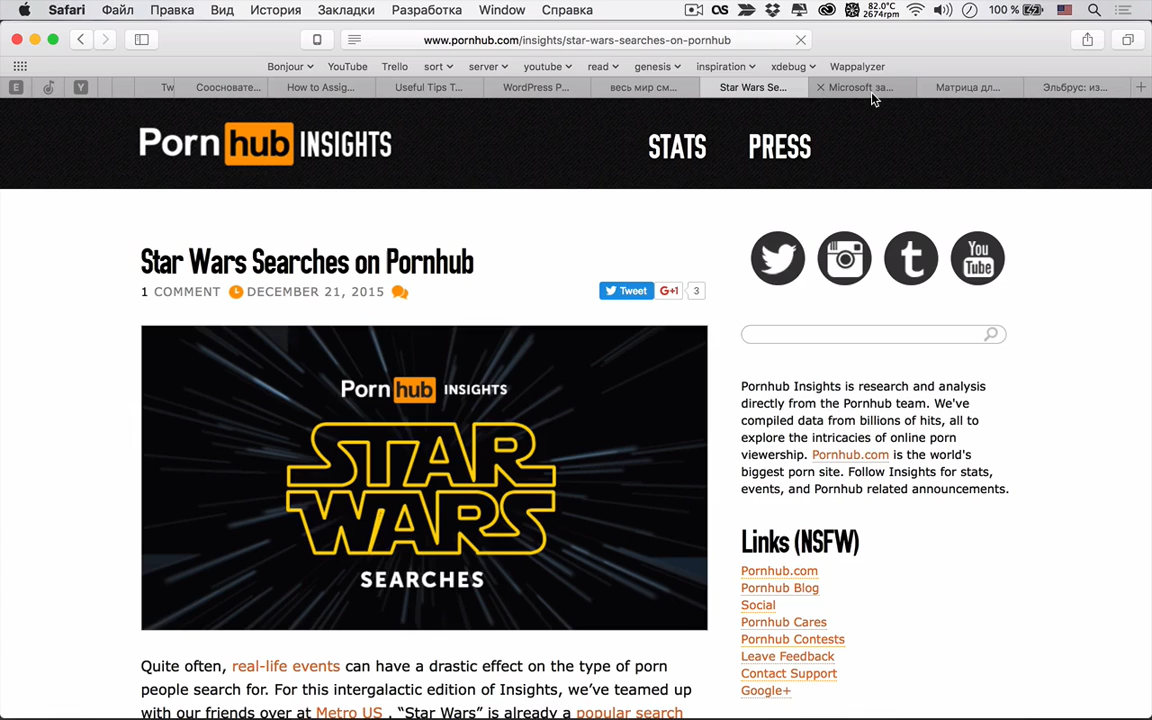 Safari Файл Правка Вид История Закладки Разработка Window Справка 82.0°C 2674rpm 100 %
www.pornhub.com/insights/star-wars-searches-on-pornhub
Bonjour YouTube Trello sort server youtube read genesis inspiration xdebug Wappalyzer
E Y Tw Соосновате... How to Assig... Useful Tips T... WordPress P... весь мир см... Star Wars Se... Microsoft за... Матрица дл... Эльбрус: из...
Pornhub INSIGHTS
STATS PRESS
Star Wars Searches on Pornhub
1 COMMENT DECEMBER 21, 2015
Tweet G+1 3
You Tube
Pornhub INSIGHTS
STAR
WARS
SEARCHES
Quite often, real-life events can have a drastic effect on the type of porn
people search for. For this intergalactic edition of Insights, we've teamed up
with our friends over at Metro US . "Star Wars" is already a popular search
Pornhub Insights is research and analysis
directly from the Pornhub team. We've
compiled data from billions of hits, all to
explore the intricacies of online porn
viewership. Pornhub.com is the world's
biggest porn site. Follow Insights for stats,
events, and Pornhub related announcements.
Links (NSFW)
Pornhub.com
Pornhub Blog
Social
Pornhub Cares
Pornhub Contests
Leave Feedback
Contact Support
Google+